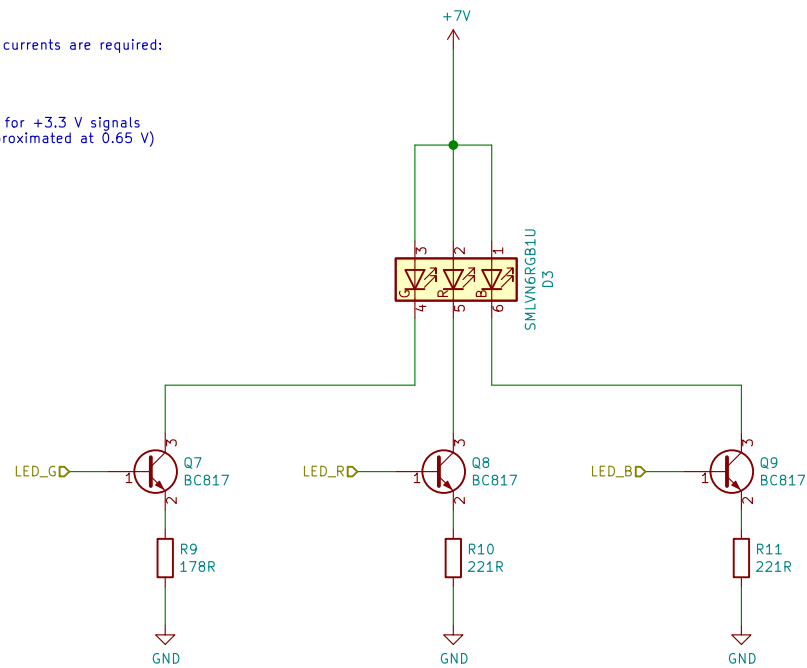 +7V
currents are required:
for +3.3 V signals
roximated at 0.65 V)
3
2
1
G
R
B
SMLVN6RGB1U
D3
4
5
6
3
3
3
LED_G
1
Q7
BC817
LED_R
1
Q8
BC817
LED_B
1
Q9
BC817
2
2
2
R9
178R
R10
221R
R11
221R
GND
GND
GND